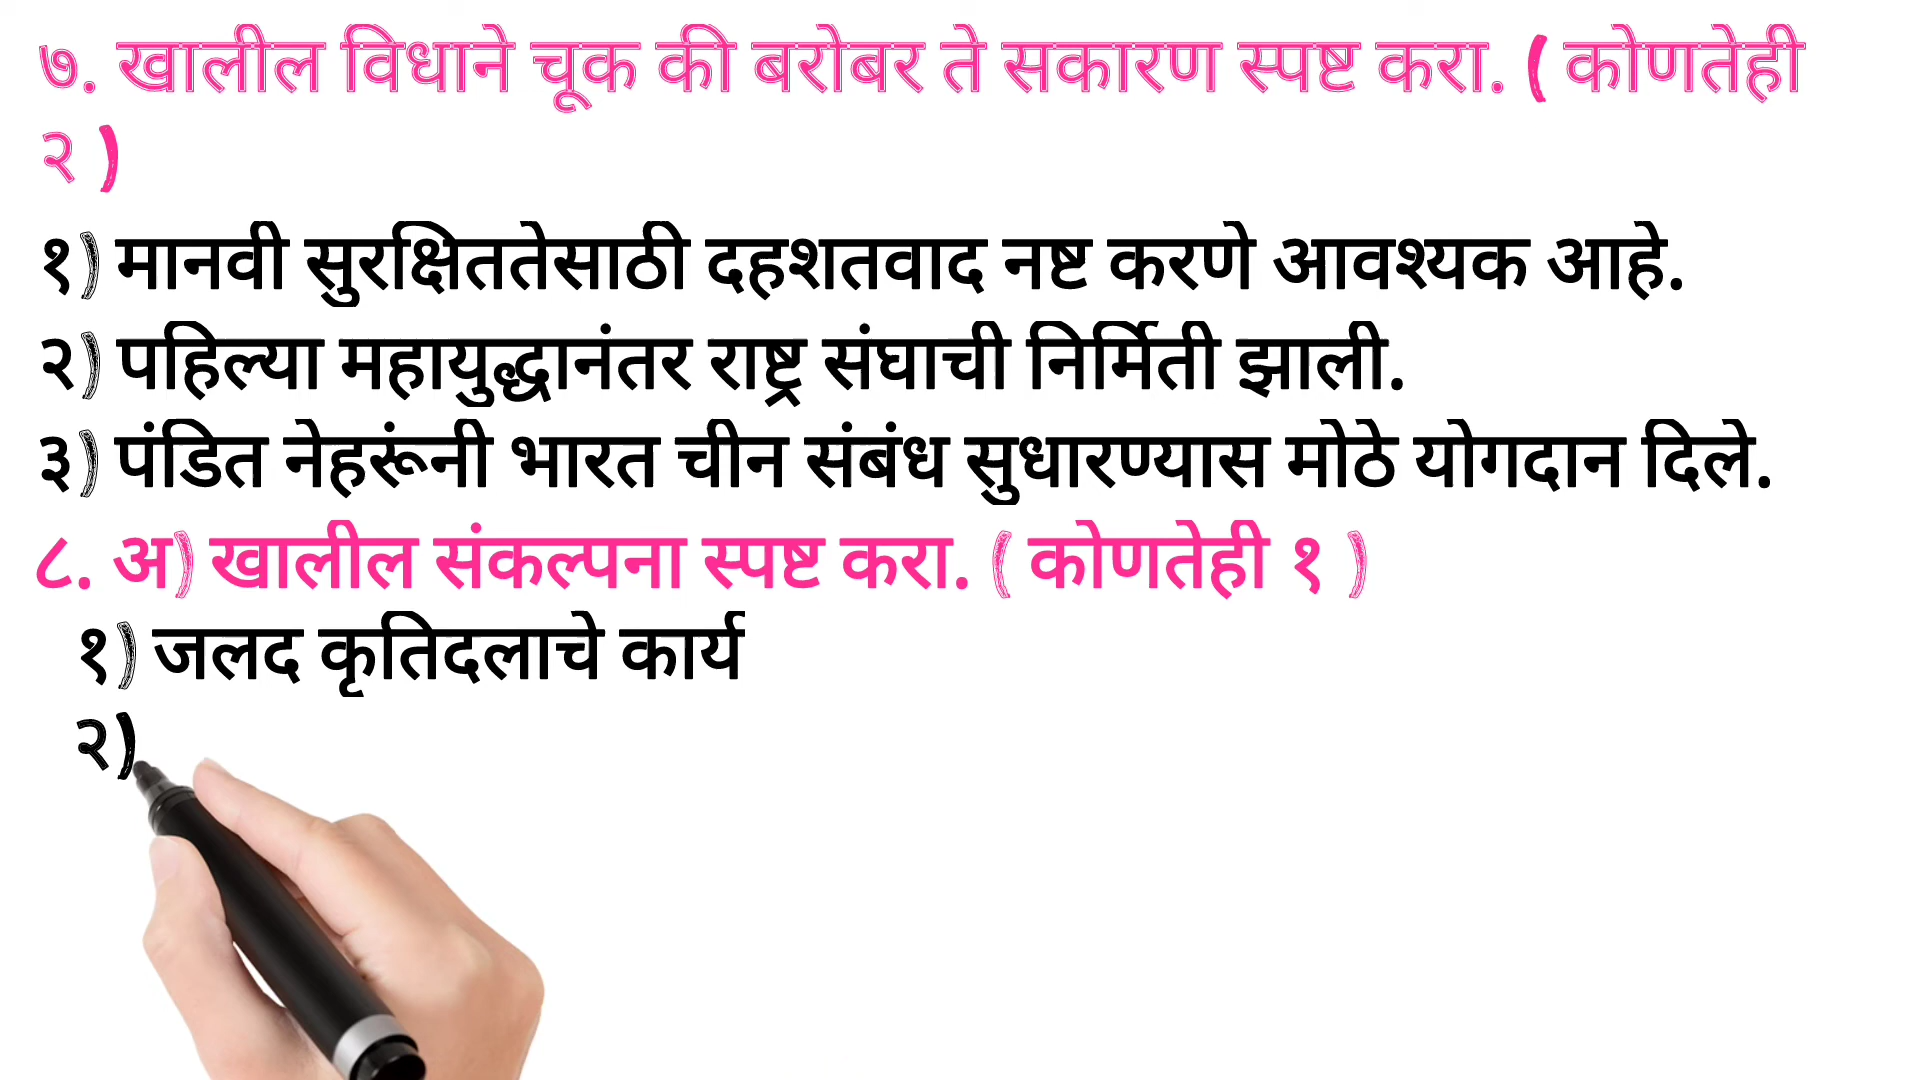 ७. खालील विधाने चूक की बरोबर ते सकारण स्पष्ट करा. ( कोणतेही
२ )
१) मानवी सुरक्षिततेसाठी दहशतवाद नष्ट करणे आवश्यक आहे.
२) पहिल्या महायुद्धानंतर राष्ट्र संघाची निर्मिती झाली.
३) पंडित नेहरूंनी भारत चीन संबंध सुधारण्यास मोठे योगदान दिले.
८. अ) खालील संकल्पना स्पष्ट करा. ( कोणतेही १ )
१) जलद कृतिदलाचे कार्य
२)